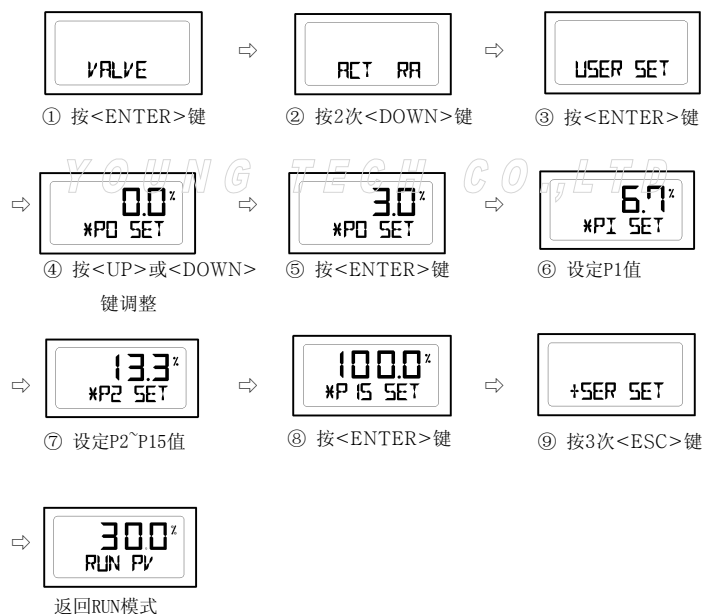 VALVE
ACT RA
USER SET
① 按<ENTER>键
② 按2次<DOWN>键
③ 按<ENTER>键
YOUNG TECH CO.,LTD
0.0%
*P0 SET
3.0%
*P0 SET
6.7%
*P1 SET
④ 按<UP>或<DOWN>
键调整
⑤ 按<ENTER>键
⑥ 设定P1值
13.3%
*P2 SET
100.0%
*P15 SET
÷SER SET
⑦ 设定P2~P15值
⑧ 按<ENTER>键
⑨ 按3次<ESC>键
30.0%
RUN PV
返回RUN模式